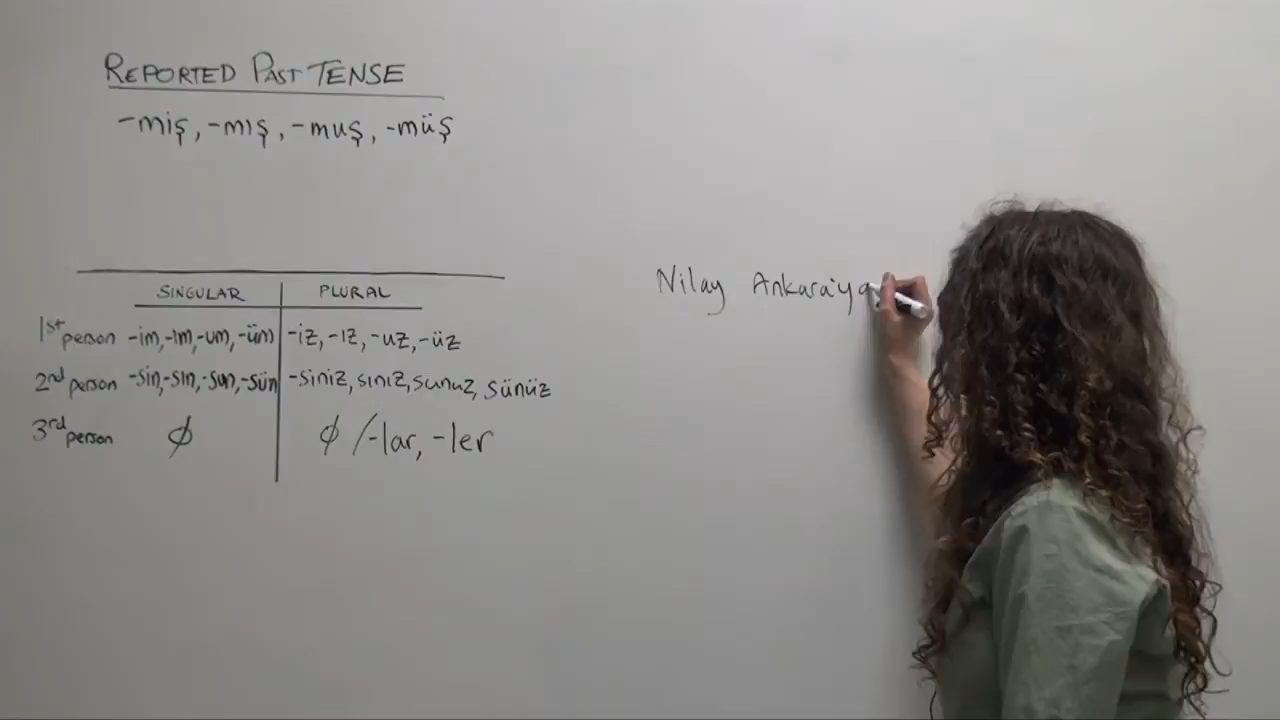 REPORTED PAST TENSE
-miş, -mış, -muş, -müş
SINGULAR PLURAL
1st person -im, -ım, -um, -üm -iz, -ız, -uz, -üz
2nd person -sin, -sın, -sun, -sün -siniz, sınız, sunuz, sünüz
3rd person ∅ ∅ / -lar, -ler
Nilay Ankara'ya